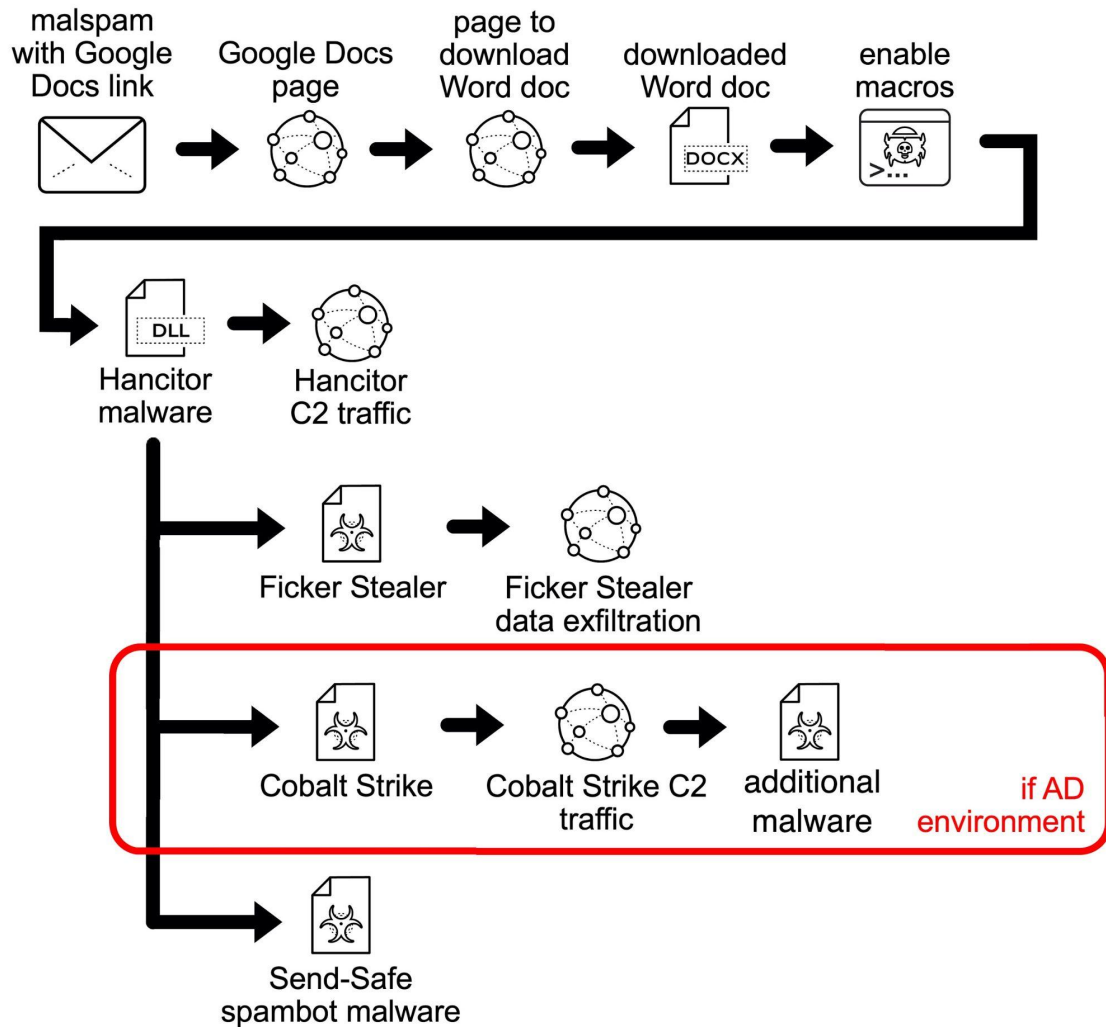 malspam
with Google
Docs link
Google Docs
page
page to
download
Word doc
downloaded
Word doc
enable
macros
DOCX
>...
DLL
Hancitor
malware
Hancitor
C2 traffic
Ficker Stealer
Ficker Stealer
data exfiltration
Cobalt Strike
Cobalt Strike C2
traffic
additional
malware
if AD
environment
Send-Safe
spambot malware